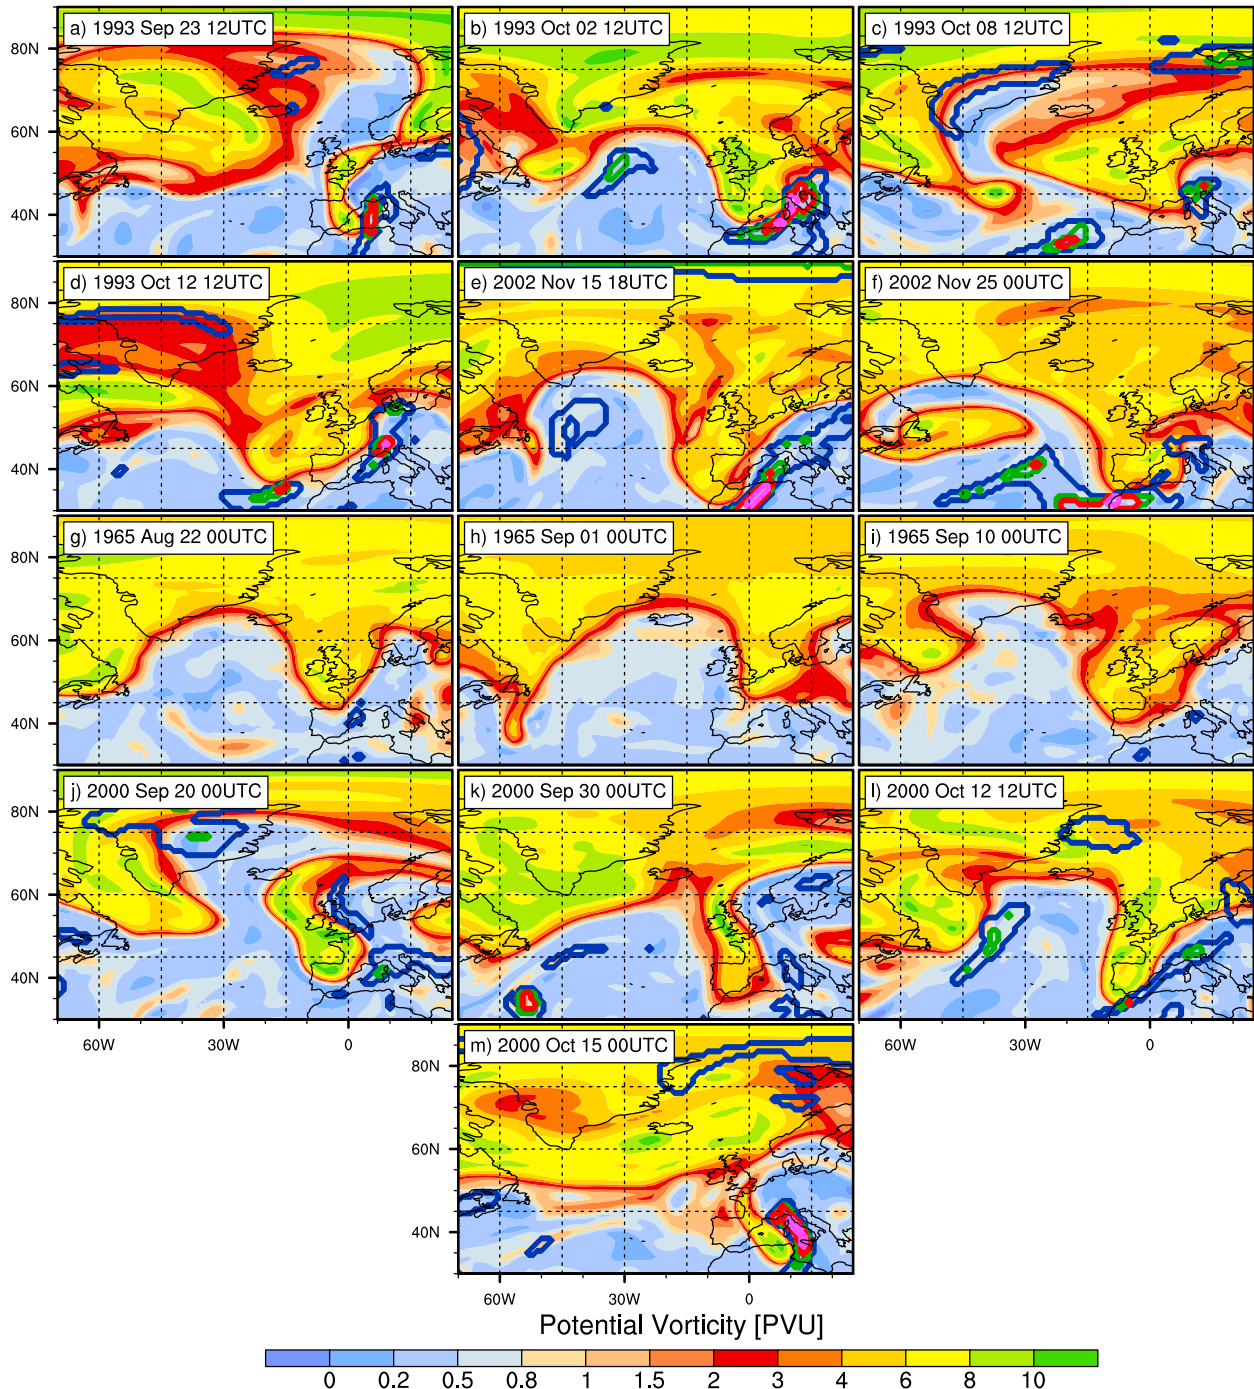 a) 1993 Sep 23 12UTC
b) 1993 Oct 02 12UTC
c) 1993 Oct 08 12UTC
80N
60N
40N
d) 1993 Oct 12 12UTC
e) 2002 Nov 15 18UTC
f) 2002 Nov 25 00UTC
80N
60N
40N
g) 1965 Aug 22 00UTC
h) 1965 Sep 01 00UTC
i) 1965 Sep 10 00UTC
80N
60N
40N
j) 2000 Sep 20 00UTC
k) 2000 Sep 30 00UTC
l) 2000 Oct 12 12UTC
80N
60N
40N
60W 30W 0
60W 30W 0
m) 2000 Oct 15 00UTC
80N
60N
40N
60W 30W 0
Potential Vorticity [PVU]
0 0.2 0.5 0.8 1 1.5 2 3 4 6 8 10